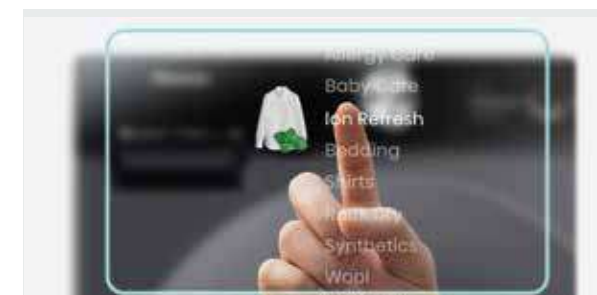 Allergy Care
Baby Care
Ion Refresh
Bedding
Shirts
Synthetics
Wool